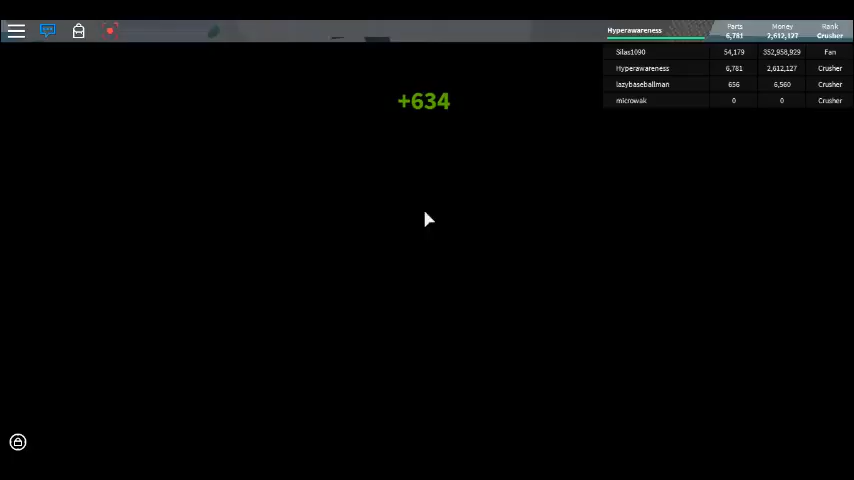 Hyperawareness Parts Money Rank
6,781 2,612,127 Crusher
Silas1090 54,179 352,958,929 Fan
Hyperawareness 6,781 2,612,127 Crusher
lazybaseballman 656 6,560 Crusher
microwak 0 0 Crusher
+634